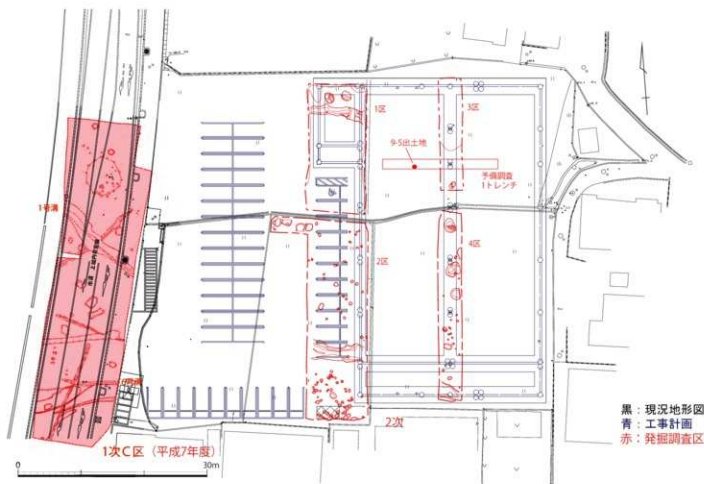 1区
3区
9-5出土地
予備調査
1トレンチ
1号溝
2区
4区
2次
1次C区(平成7年度)
0
30m
黒:現況地形図
青:工事計画
赤:発掘調査区